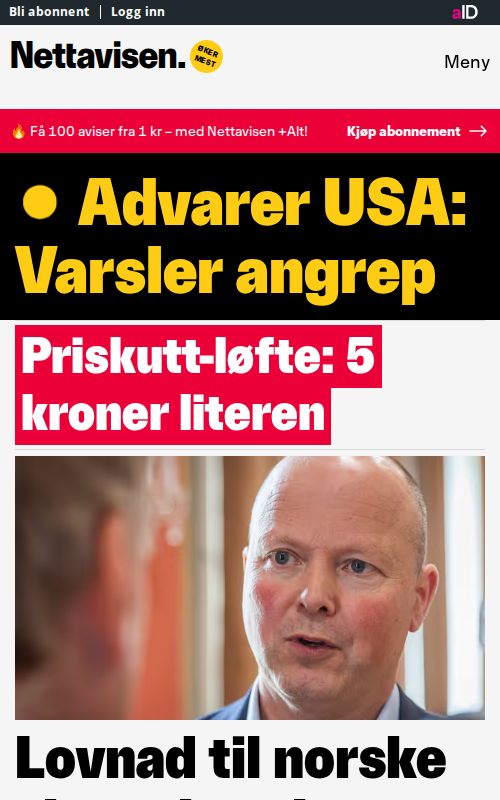 Bli abonnent
Logg inn
aID
Nettavisen.
ØKER
MEST
Meny
Få 100 aviser fra 1 kr – med Nettavisen +Alt!
Kjøp abonnement
Advarer USA:
Varsler angrep
Priskutt-løfte: 5
kroner literen
Lovnad til norske